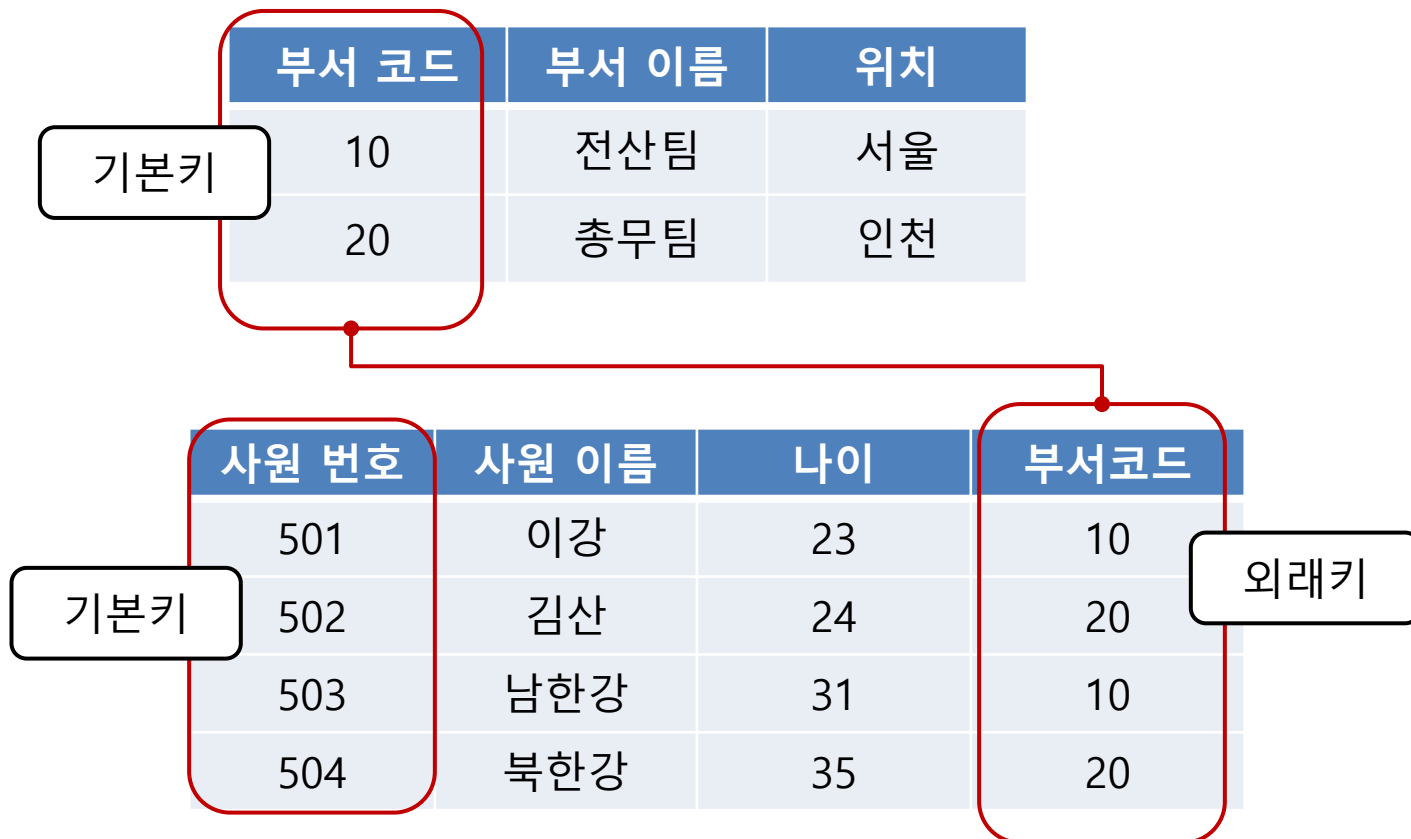 부서 코드 부서 이름 위치
기본키
10 전산팀 서울
20 총무팀 인천
사원 번호 사원 이름 나이 부서코드
501 이강 23 10
외래키
기본키
502 김산 24 20
503 남한강 31 10
504 북한강 35 20